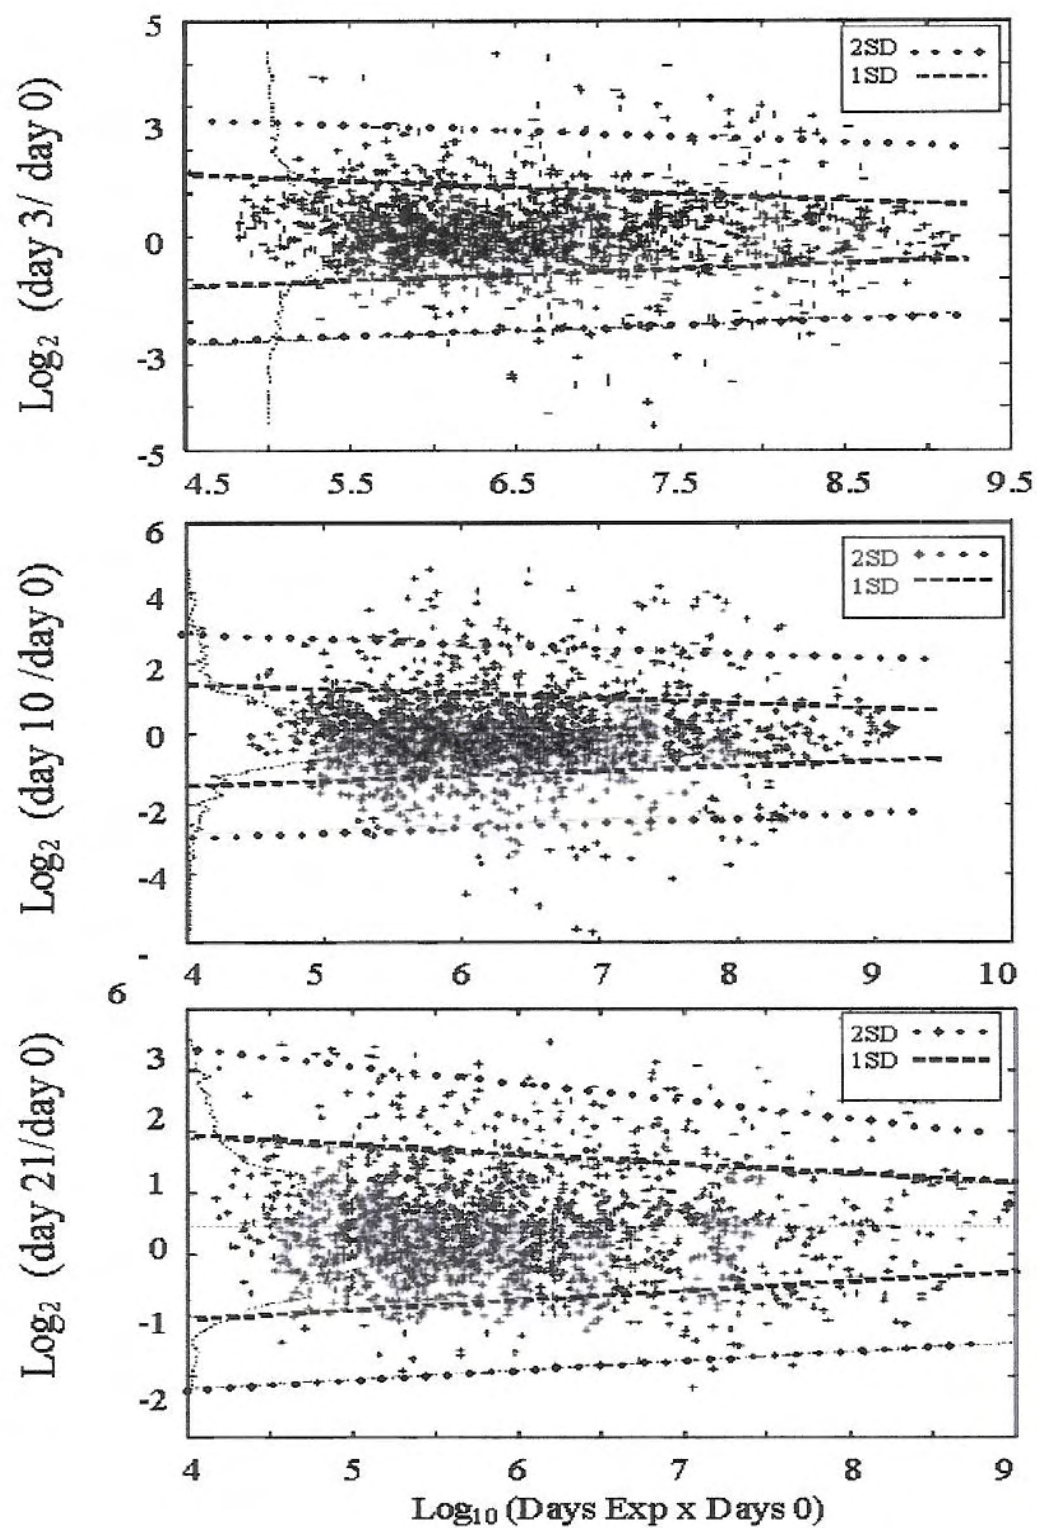 Log₂ (day 3/ day 0)
5
3
0
-3
-5
2SD
1SD
4.5 5.5 6.5 7.5 8.5 9.5
Log₂ (day 10 /day 0)
6
4
2
0
-2
-4
-
6
2SD
1SD
4 5 6 7 8 9 10
Log₂ (day 21/day 0)
3
2
1
0
-1
-2
2SD
1SD
4 5 6 7 8 9
Log₁₀ (Days Exp x Days 0)